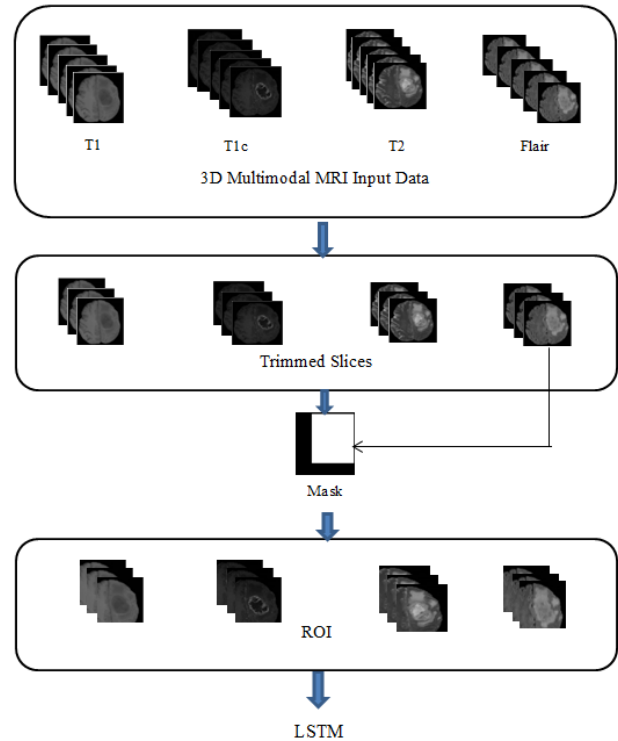 T1
T1c
T2
Flair
3D Multimodal MRI Input Data
Trimmed Slices
Mask
ROI
LSTM